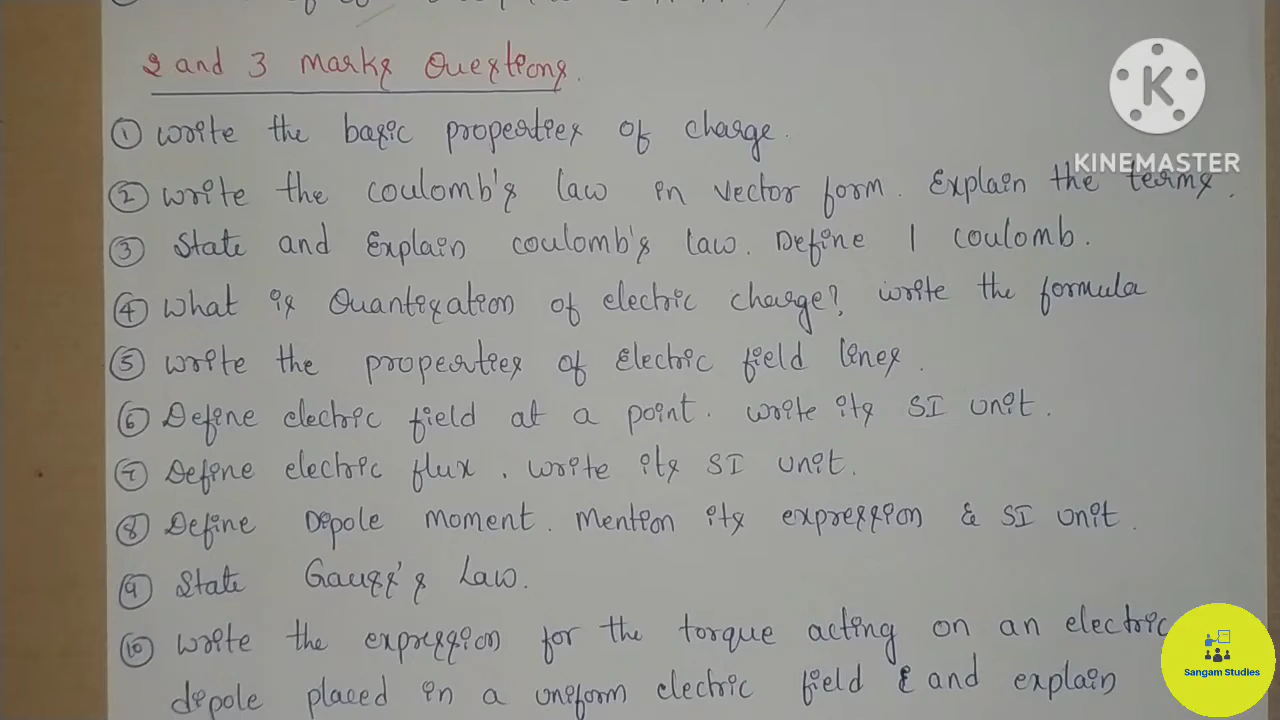 2 and 3 Marks Questions.
K
KINEMASTER
① Write the basic properties of charge.
② Write the coulomb's law in vector form. Explain the terms.
③ State and Explain coulomb's law. Define 1 coulomb.
④ What is Quantization of electric charge? write the formula
⑤ Write the properties of Electric field lines.
⑥ Define electric field at a point. write its SI unit.
⑦ Define electric flux. write its SI unit.
⑧ Define Dipole moment. Mention its expression & SI unit.
⑨ State Gauss's Law.
⑩ Write the expression for the torque acting on an electric
dipole placed in a uniform electric field E and explain
Sangam Studies